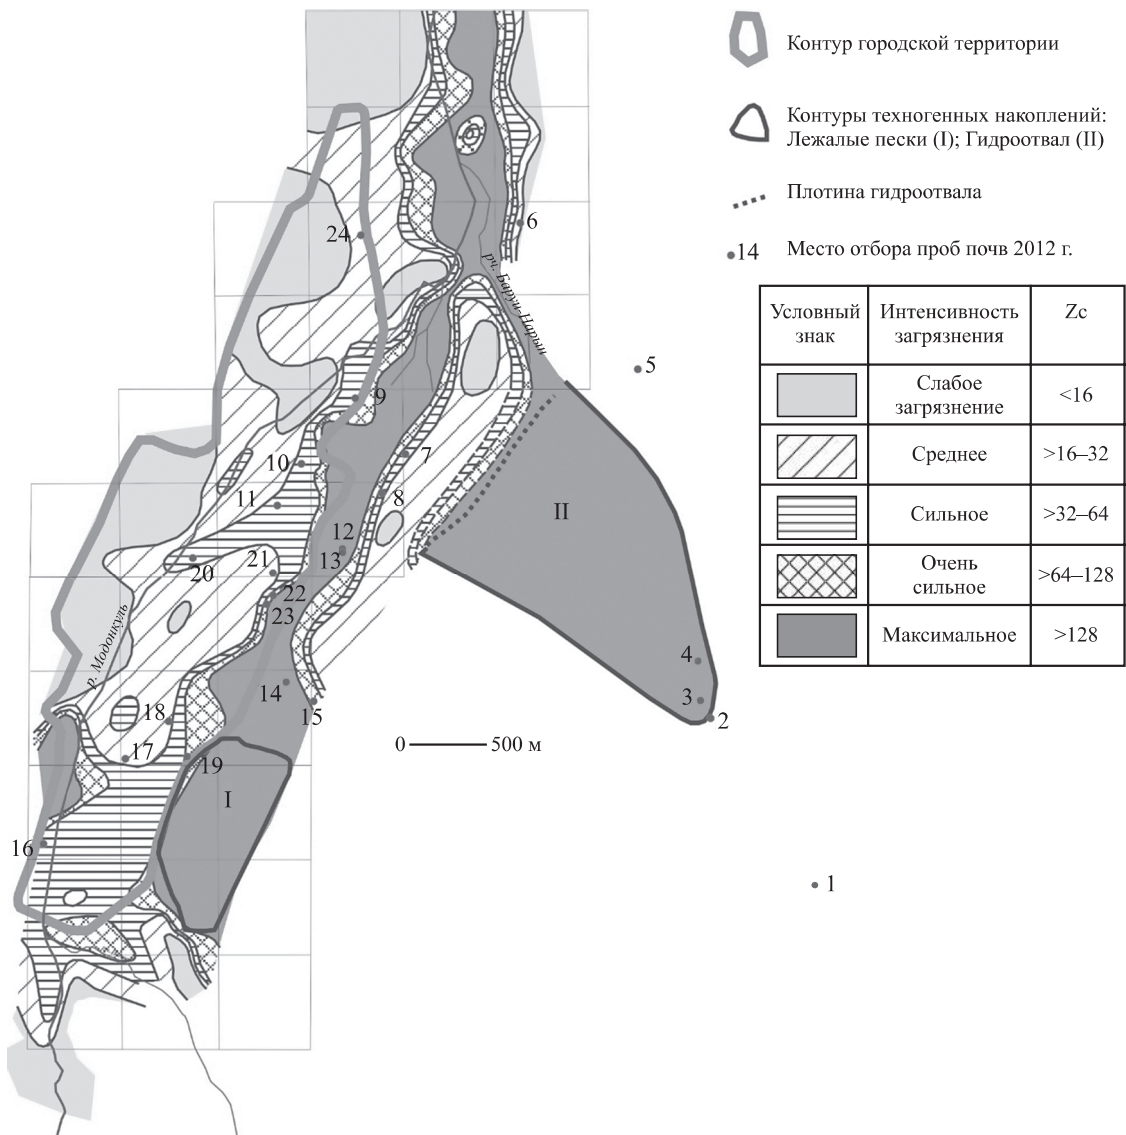 Контур городской территории
Контуры техногенных накоплений:
Лежалые пески (I); Гидроотвал (II)
Плотина гидроотвала
14
Место отбора проб почв 2012 г.
Условный знак
Интенсивность загрязнения
Zc
Слабое загрязнение
<16
Среднее
>16–32
Сильное
>32–64
Очень сильное
>64–128
Максимальное
>128
6
24
рч. Барун-Нарын
5
9
7
10
8
11
II
12
13
21
20
22
23
р. Модонкуль
4
14
3
15
2
18
17
19
0
500 м
I
16
1